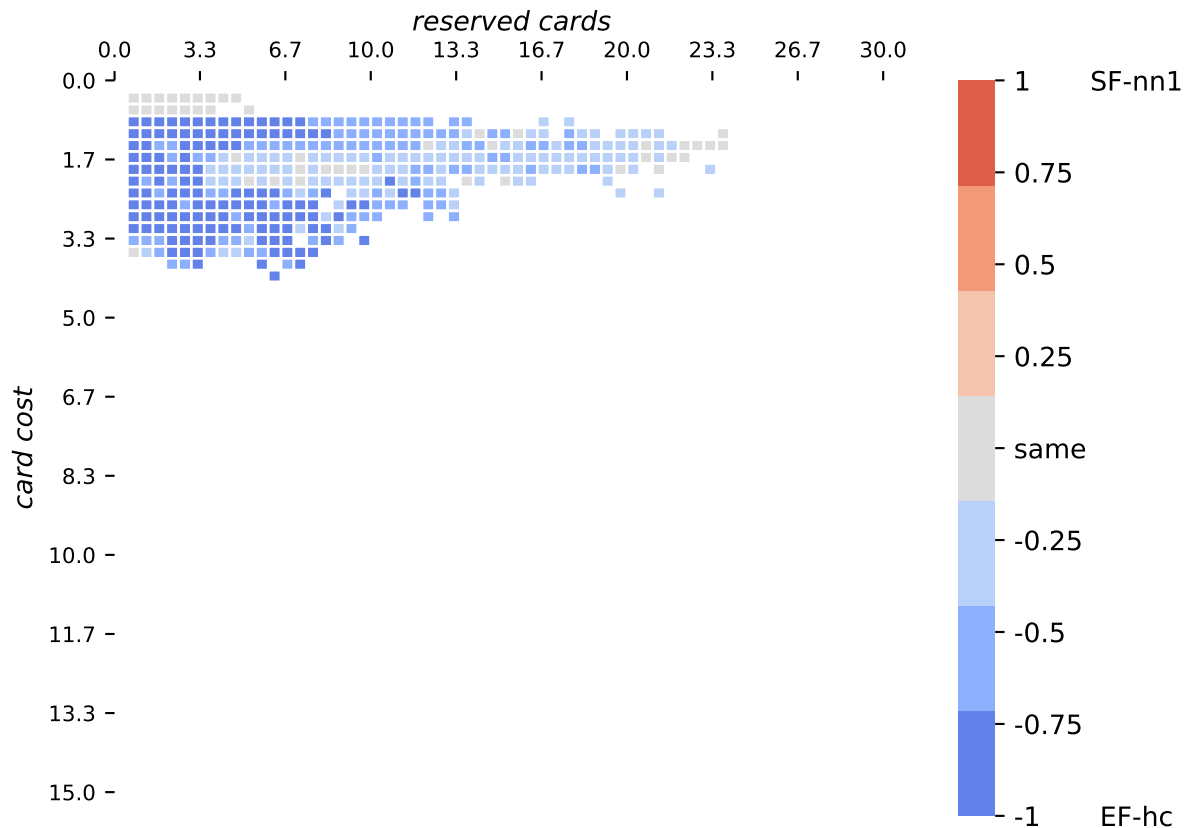 reserved cards
0.0 3.3 6.7 10.0 13.3 16.7 20.0 23.3 26.7 30.0
card cost
0.0
1.7
3.3
5.0
6.7
8.3
10.0
11.7
13.3
15.0
1 SF-nn1
0.75
0.5
0.25
same
-0.25
-0.5
-0.75
-1 EF-hc